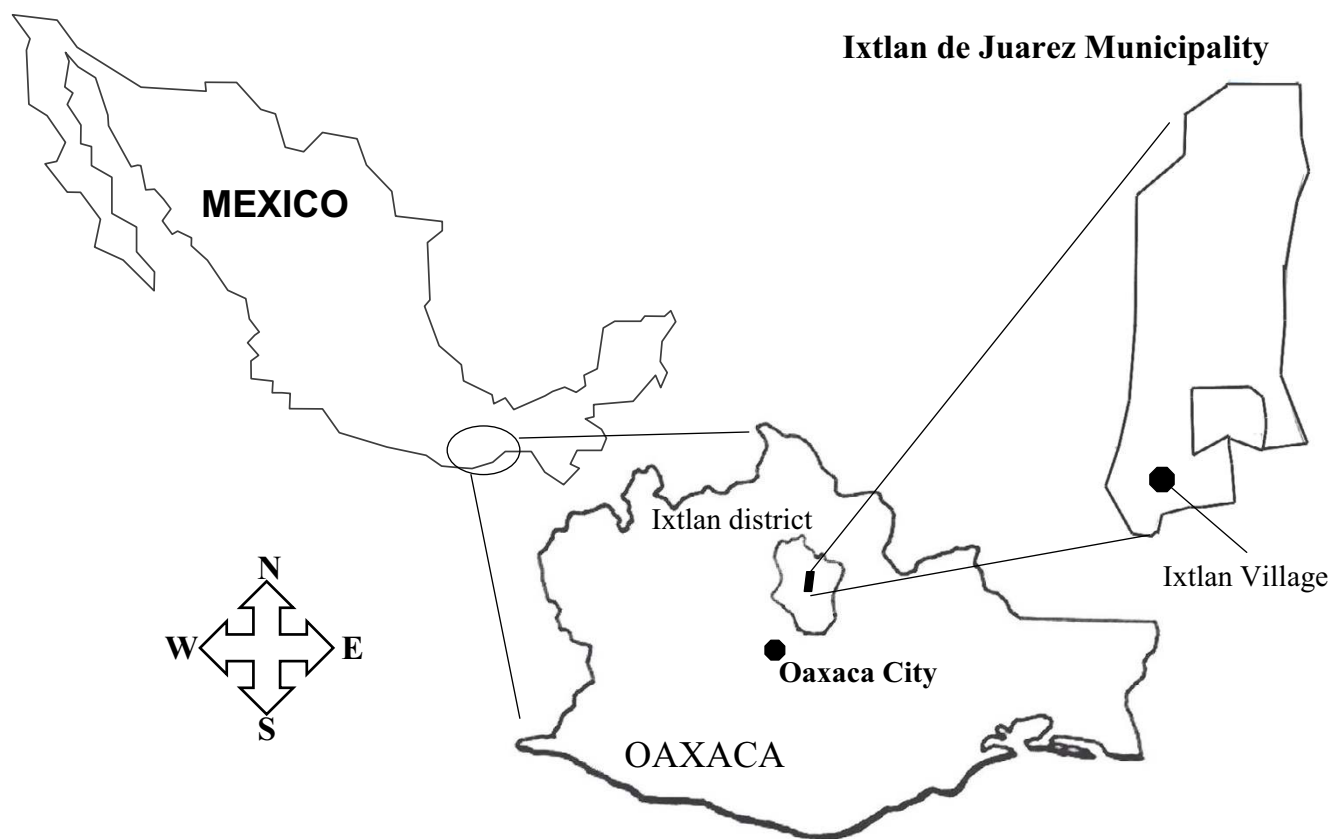 Ixtlan de Juarez Municipality
MEXICO
Ixtlan district
Ixtlan Village
N
W
E
S
Oaxaca City
OAXACA